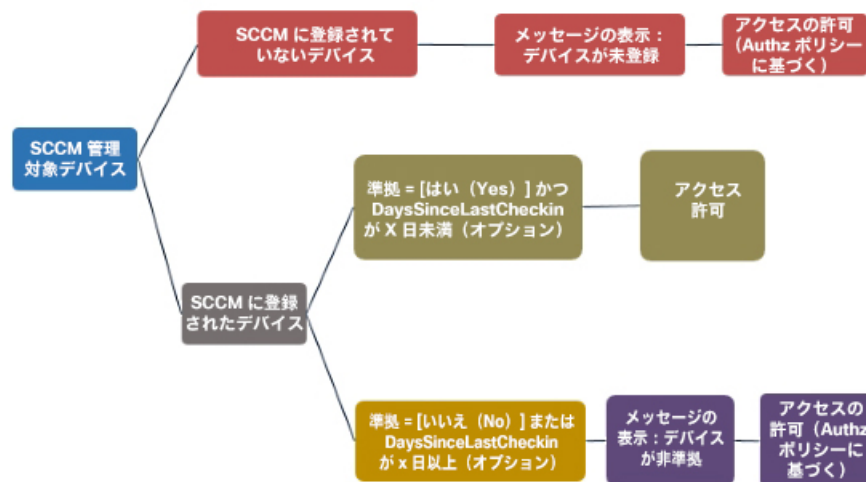 SCCM に登録されて
いないデバイス
メッセージの表示：
デバイスが未登録
アクセスの許可
（Authz ポリシー
に基づく）
SCCM 管理
対象デバイス
準拠 = [はい（Yes）] かつ
DaysSinceLastCheckin
が X 日未満（オプション）
アクセス
許可
SCCM に登録
されたデバイス
準拠 = [いいえ（No）] または
DaysSinceLastCheckin
が x 日以上（オプション）
メッセージの
表示：デバイス
が非準拠
アクセスの
許可（Authz
ポリシーに
基づく）